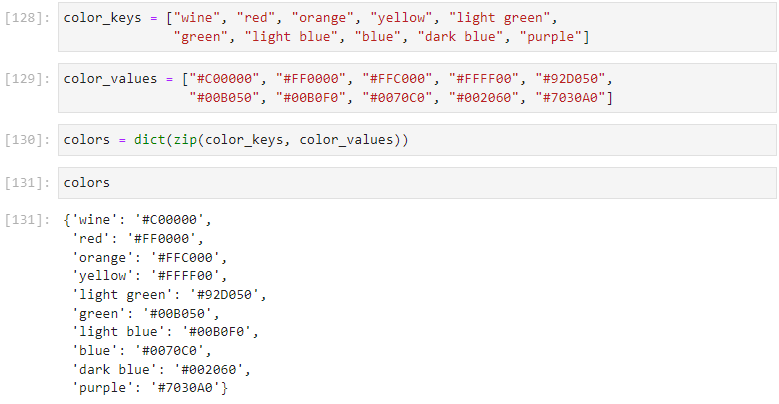 [128]: color_keys = ["wine", "red", "orange", "yellow", "light green",
"green", "light blue", "blue", "dark blue", "purple"]
[129]: color_values = ["#C00000", "#FF0000", "#FFC000", "#FFFF00", "#92D050",
"#00B050", "#00B0F0", "#0070C0", "#002060", "#7030A0"]
[130]: colors = dict(zip(color_keys, color_values))
[131]: colors
[131]: {'wine': '#C00000',
'red': '#FF0000',
'orange': '#FFC000',
'yellow': '#FFFF00',
'light green': '#92D050',
'green': '#00B050',
'light blue': '#00B0F0',
'blue': '#0070C0',
'dark blue': '#002060',
'purple': '#7030A0'}